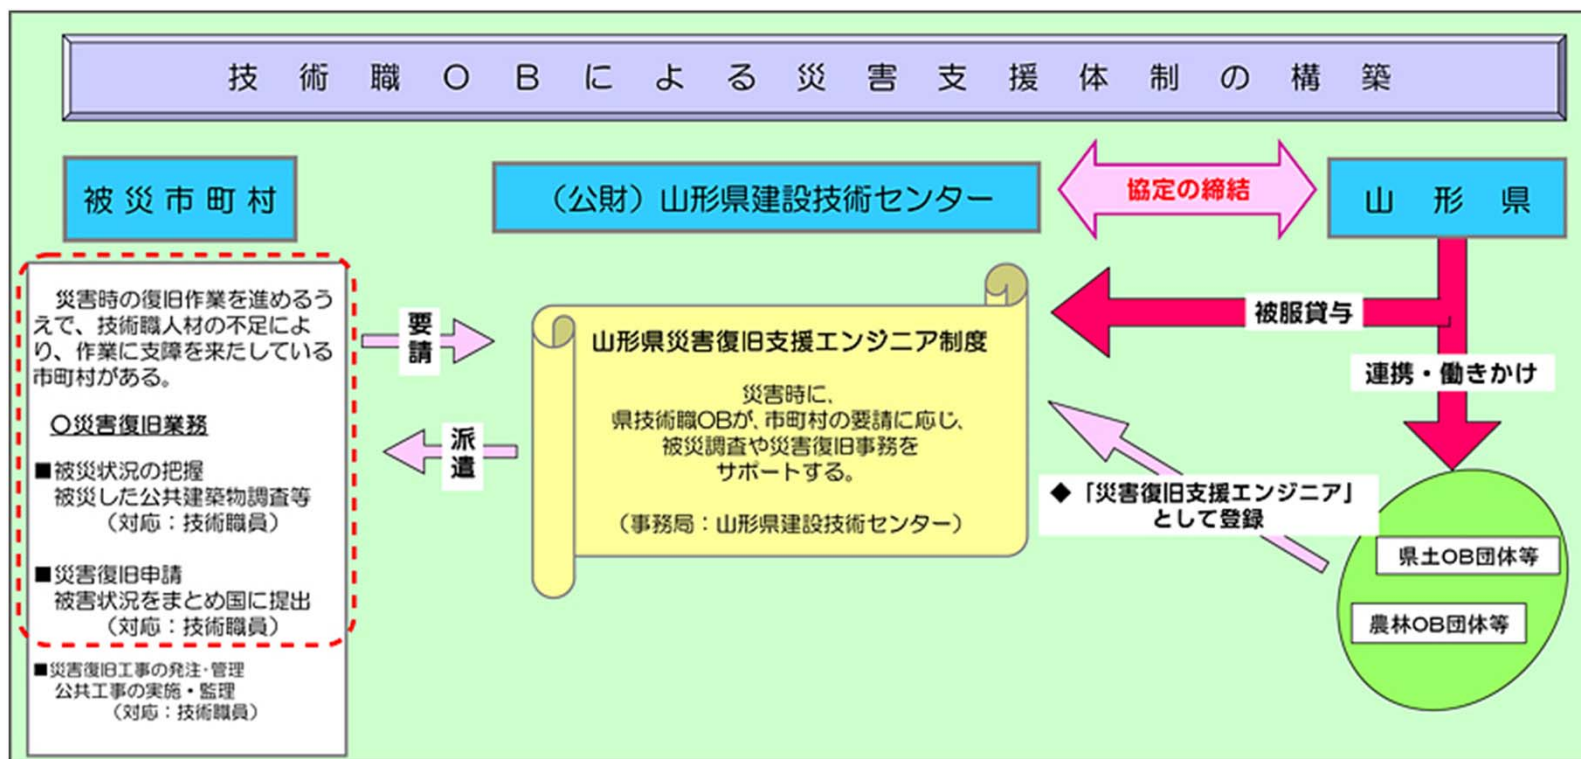 技術職OBによる災害支援体制の構築
被災市町村
(公財)山形県建設技術センター
協定の締結
山形県
災害時の復旧作業を進めるう
えで、技術職人材の不足によ
り、作業に支障を来たしている
市町村がある。
〇災害復旧業務
■被災状況の把握
被災した公共建築物調査等
(対応:技術職員)
■災害復旧申請
被害状況をまとめ国に提出
(対応:技術職員)
■災害復旧工事の発注・管理
公共工事の実施・監理
(対応:技術職員)
要請
派遣
山形県災害復旧支援エンジニア制度
災害時に、
県技術職OBが、市町村の要請に応じ、
被災調査や災害復旧事務を
サポートする。
(事務局:山形県建設技術センター)
被服貸与
連携・働きかけ
◆「災害復旧支援エンジニア」
として登録
県土OB団体等
農林OB団体等